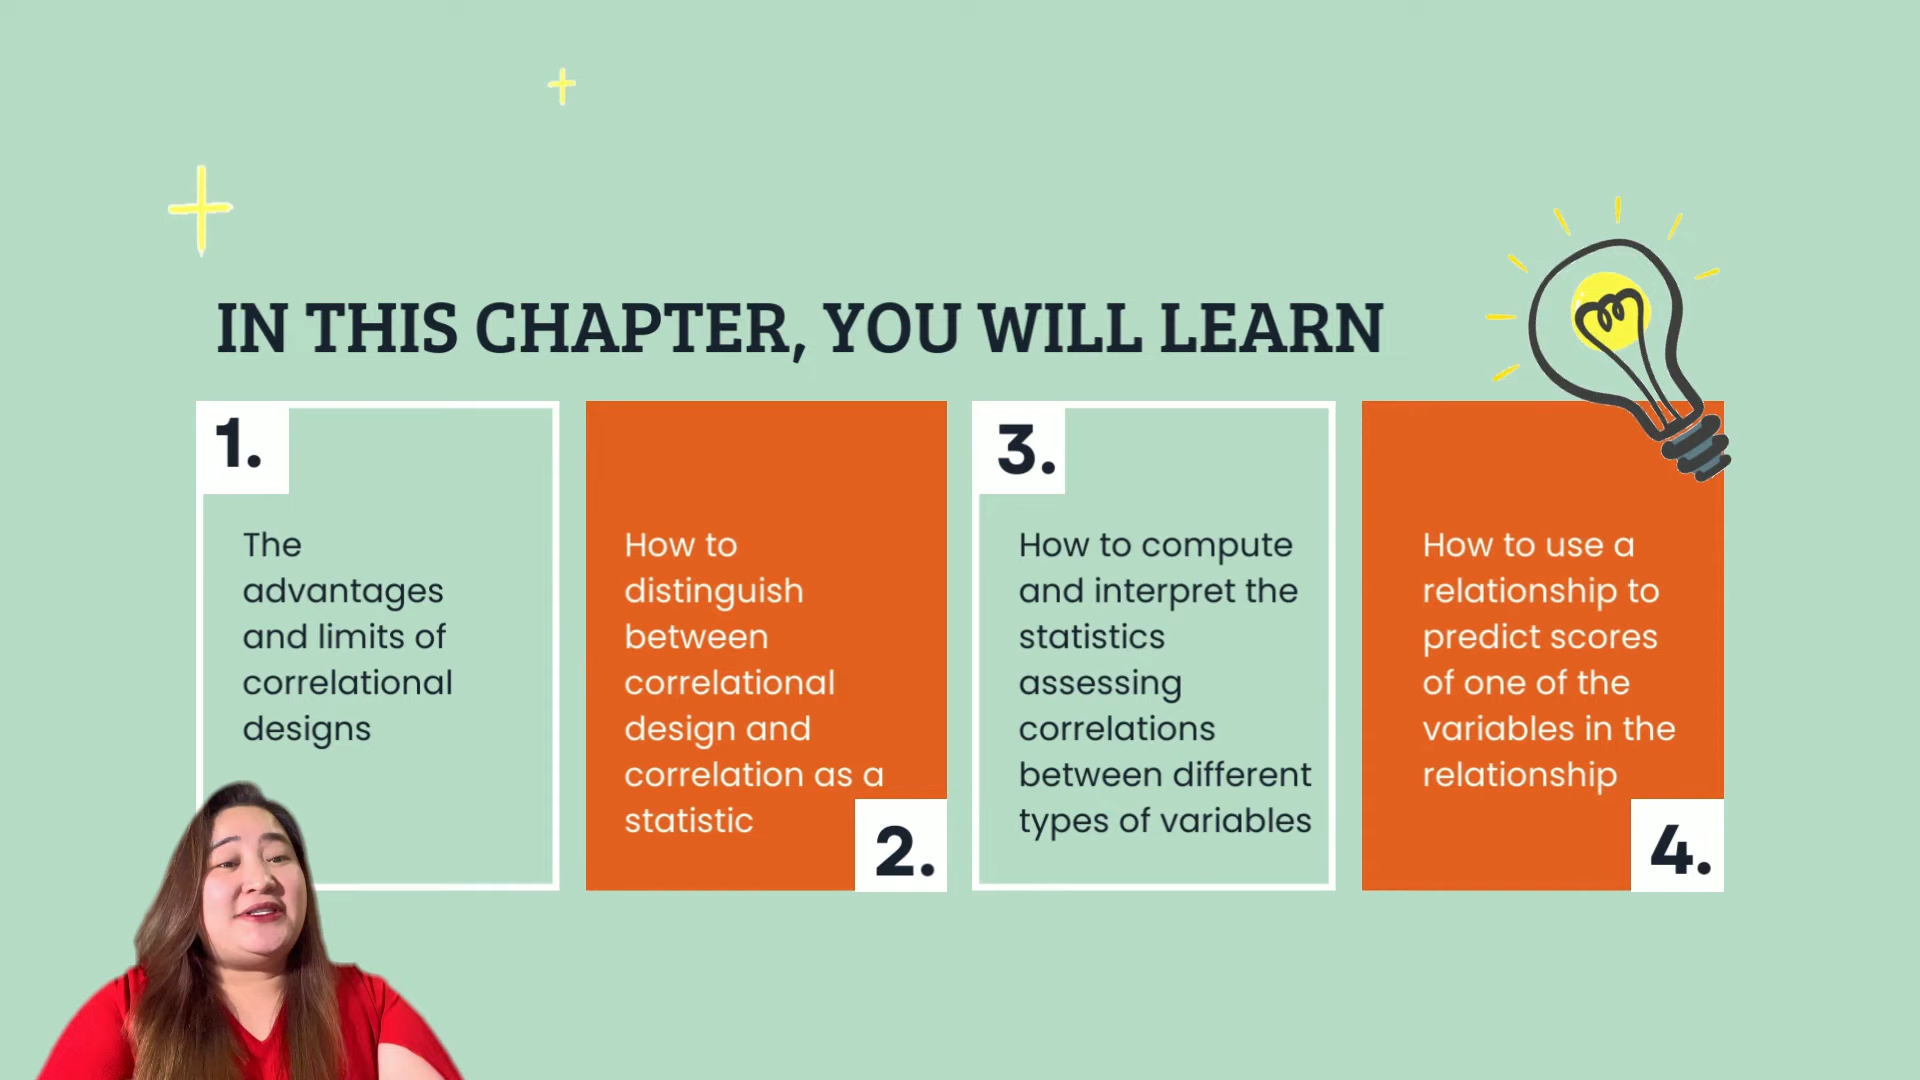 IN THIS CHAPTER, YOU WILL LEARN
1.
The
advantages
and limits of
correlational
designs
How to
distinguish
between
correlational
design and
correlation as a
statistic
2.
3.
How to compute
and interpret the
statistics
assessing
correlations
between different
types of variables
How to use a
relationship to
predict scores
of one of the
variables in the
relationship
4.